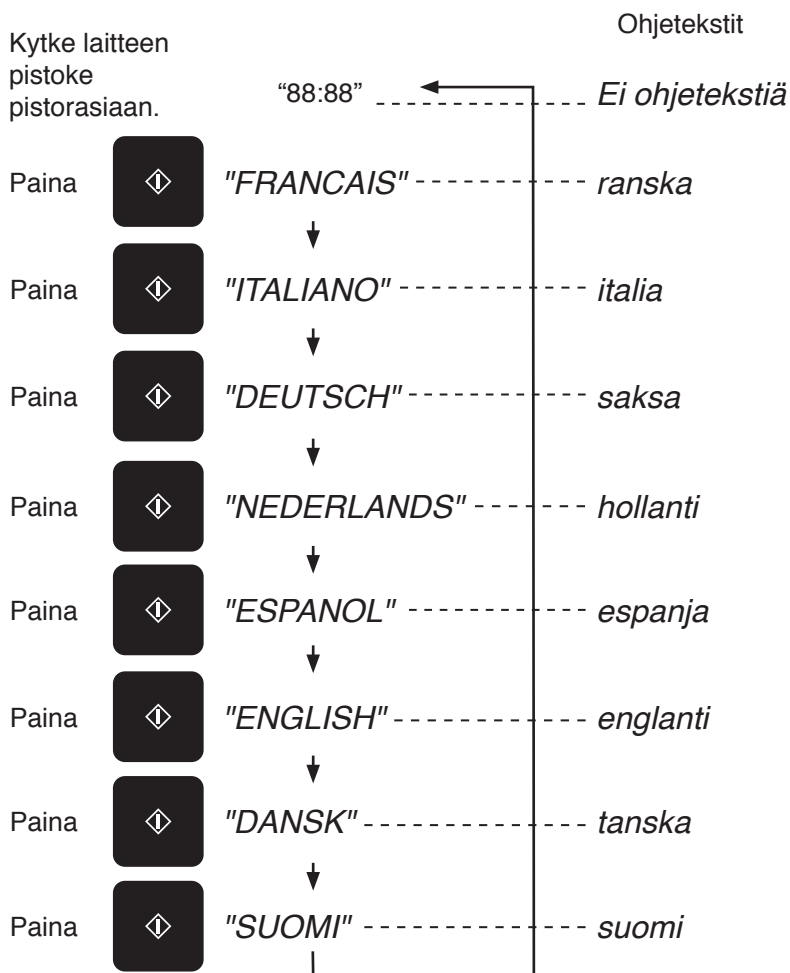 Ohjetekstit
Kytke laitteen
pistoke
pistorasiaan.
“88:88” Ei ohjetekstiä
Paina "FRANCAIS" ranska
Paina "ITALIANO" italia
Paina "DEUTSCH" saksa
Paina "NEDERLANDS" hollanti
Paina "ESPANOL" espanja
Paina "ENGLISH" englanti
Paina "DANSK" tanska
Paina "SUOMI" suomi